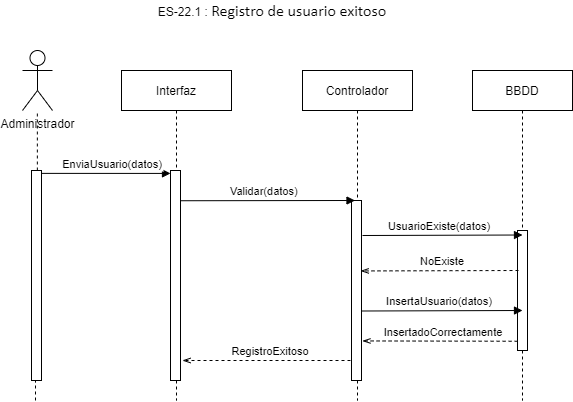 ES-22.1 : Registro de usuario exitoso
Interfaz
Controlador
BBDD
Administrador
EnviaUsuario(datos)
Validar(datos)
UsuarioExiste(datos)
NoExiste
InsertaUsuario(datos)
InsertadoCorrectamente
RegistroExitoso